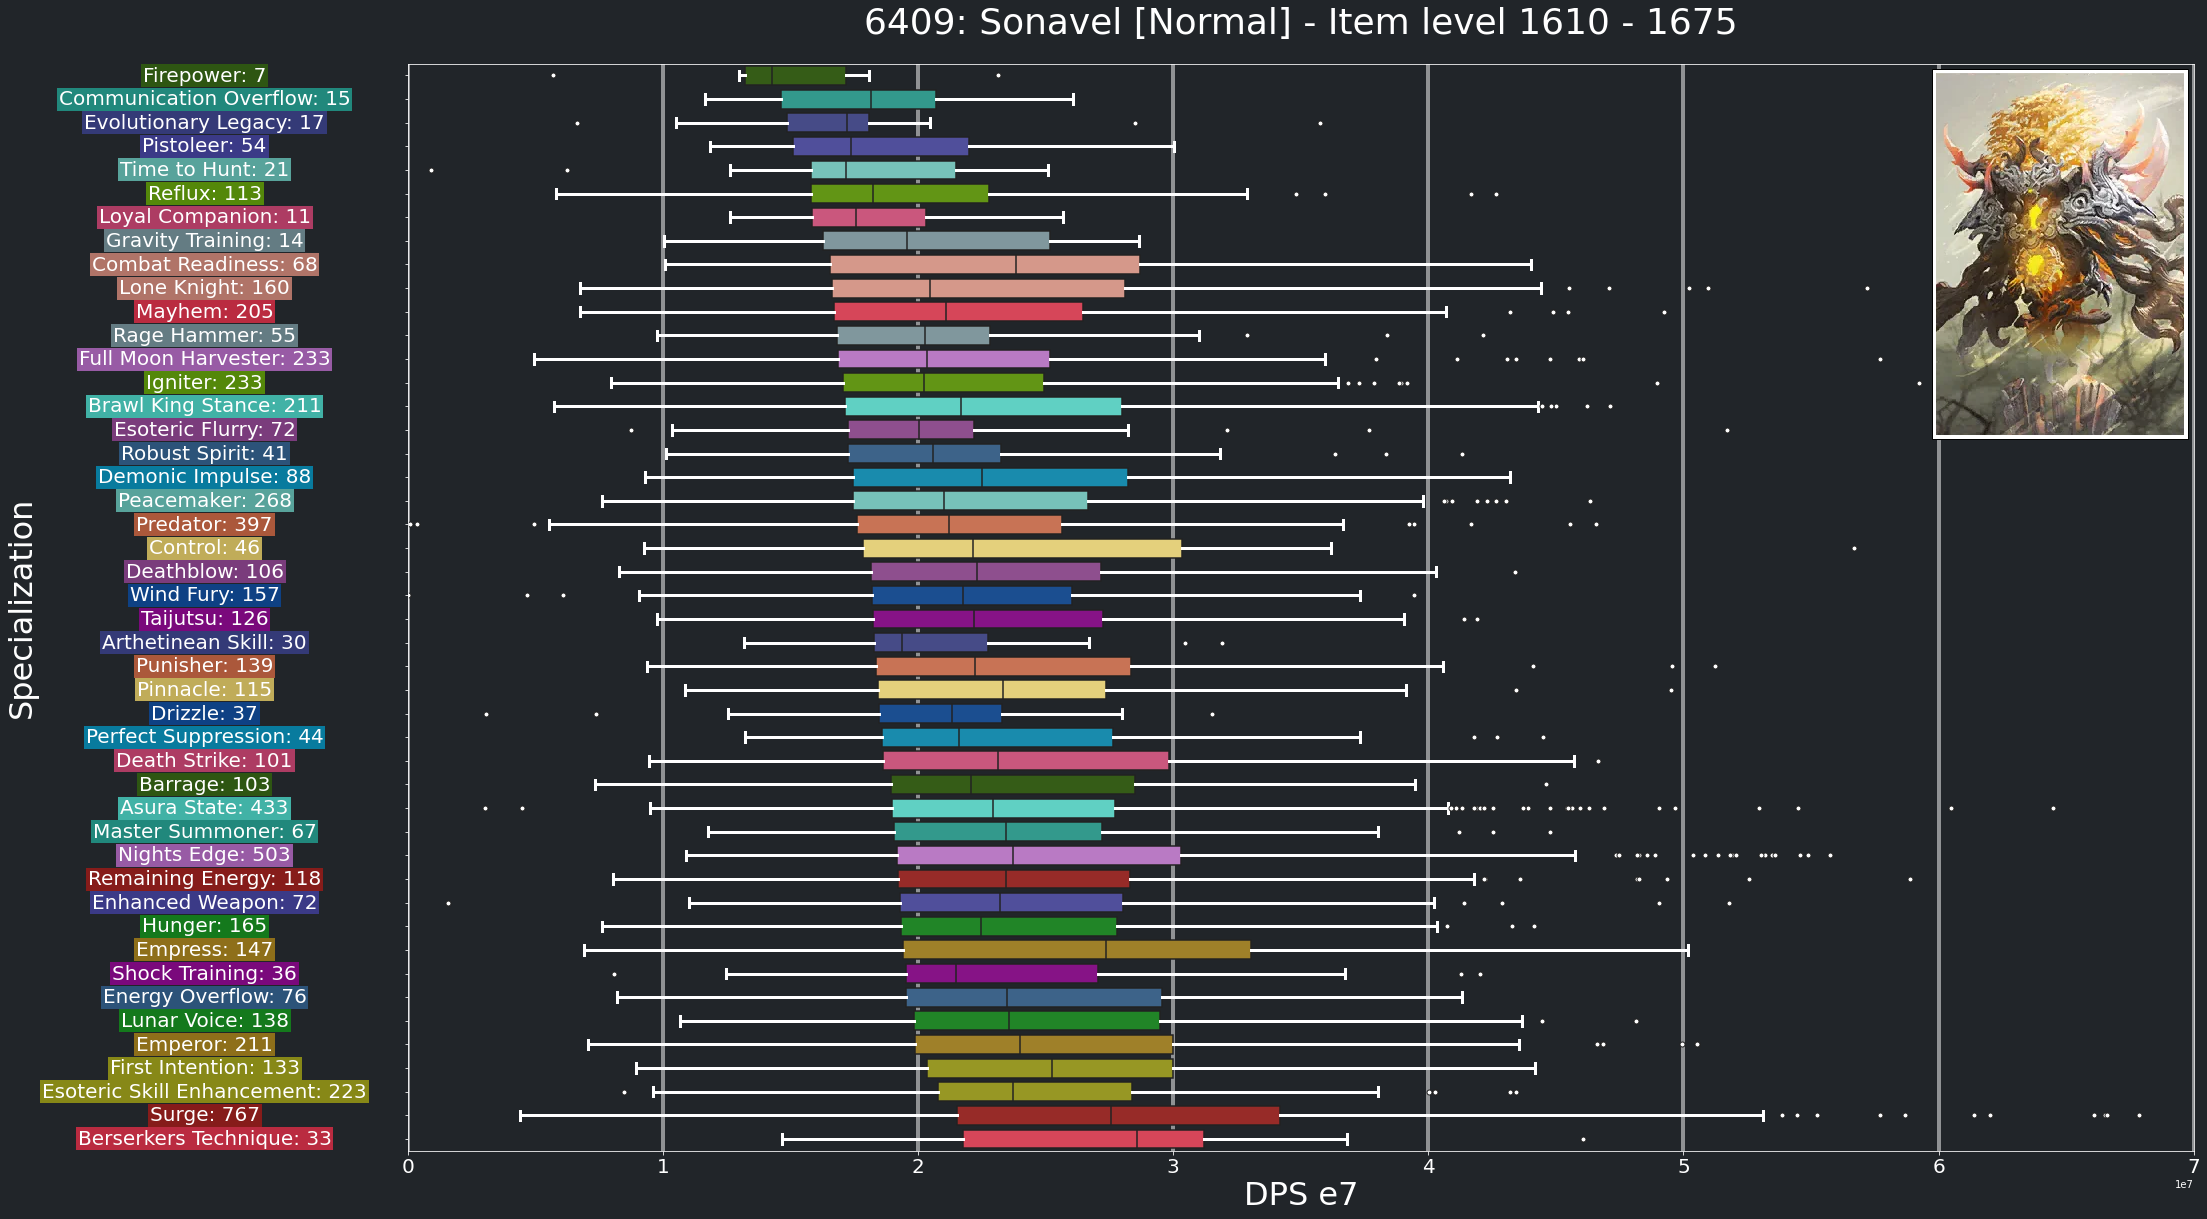 6409: Sonavel [Normal] - Item level 1610 - 1675
Specialization
Firepower: 7
Communication Overflow: 15
Evolutionary Legacy: 17
Pistoleer: 54
Time to Hunt: 21
Reflux: 113
Loyal Companion: 11
Gravity Training: 14
Combat Readiness: 68
Lone Knight: 160
Mayhem: 205
Rage Hammer: 55
Full Moon Harvester: 233
Igniter: 233
Brawl King Stance: 211
Esoteric Flurry: 72
Robust Spirit: 41
Demonic Impulse: 88
Peacemaker: 268
Predator: 397
Control: 46
Deathblow: 106
Wind Fury: 157
Taijutsu: 126
Arthetinean Skill: 30
Punisher: 139
Pinnacle: 115
Drizzle: 37
Perfect Suppression: 44
Death Strike: 101
Barrage: 103
Asura State: 433
Master Summoner: 67
Nights Edge: 503
Remaining Energy: 118
Enhanced Weapon: 72
Hunger: 165
Empress: 147
Shock Training: 36
Energy Overflow: 76
Lunar Voice: 138
Emperor: 211
First Intention: 133
Esoteric Skill Enhancement: 223
Surge: 767
Berserkers Technique: 33
0 1 2 3 4 5 6 7
1e7
DPS e7